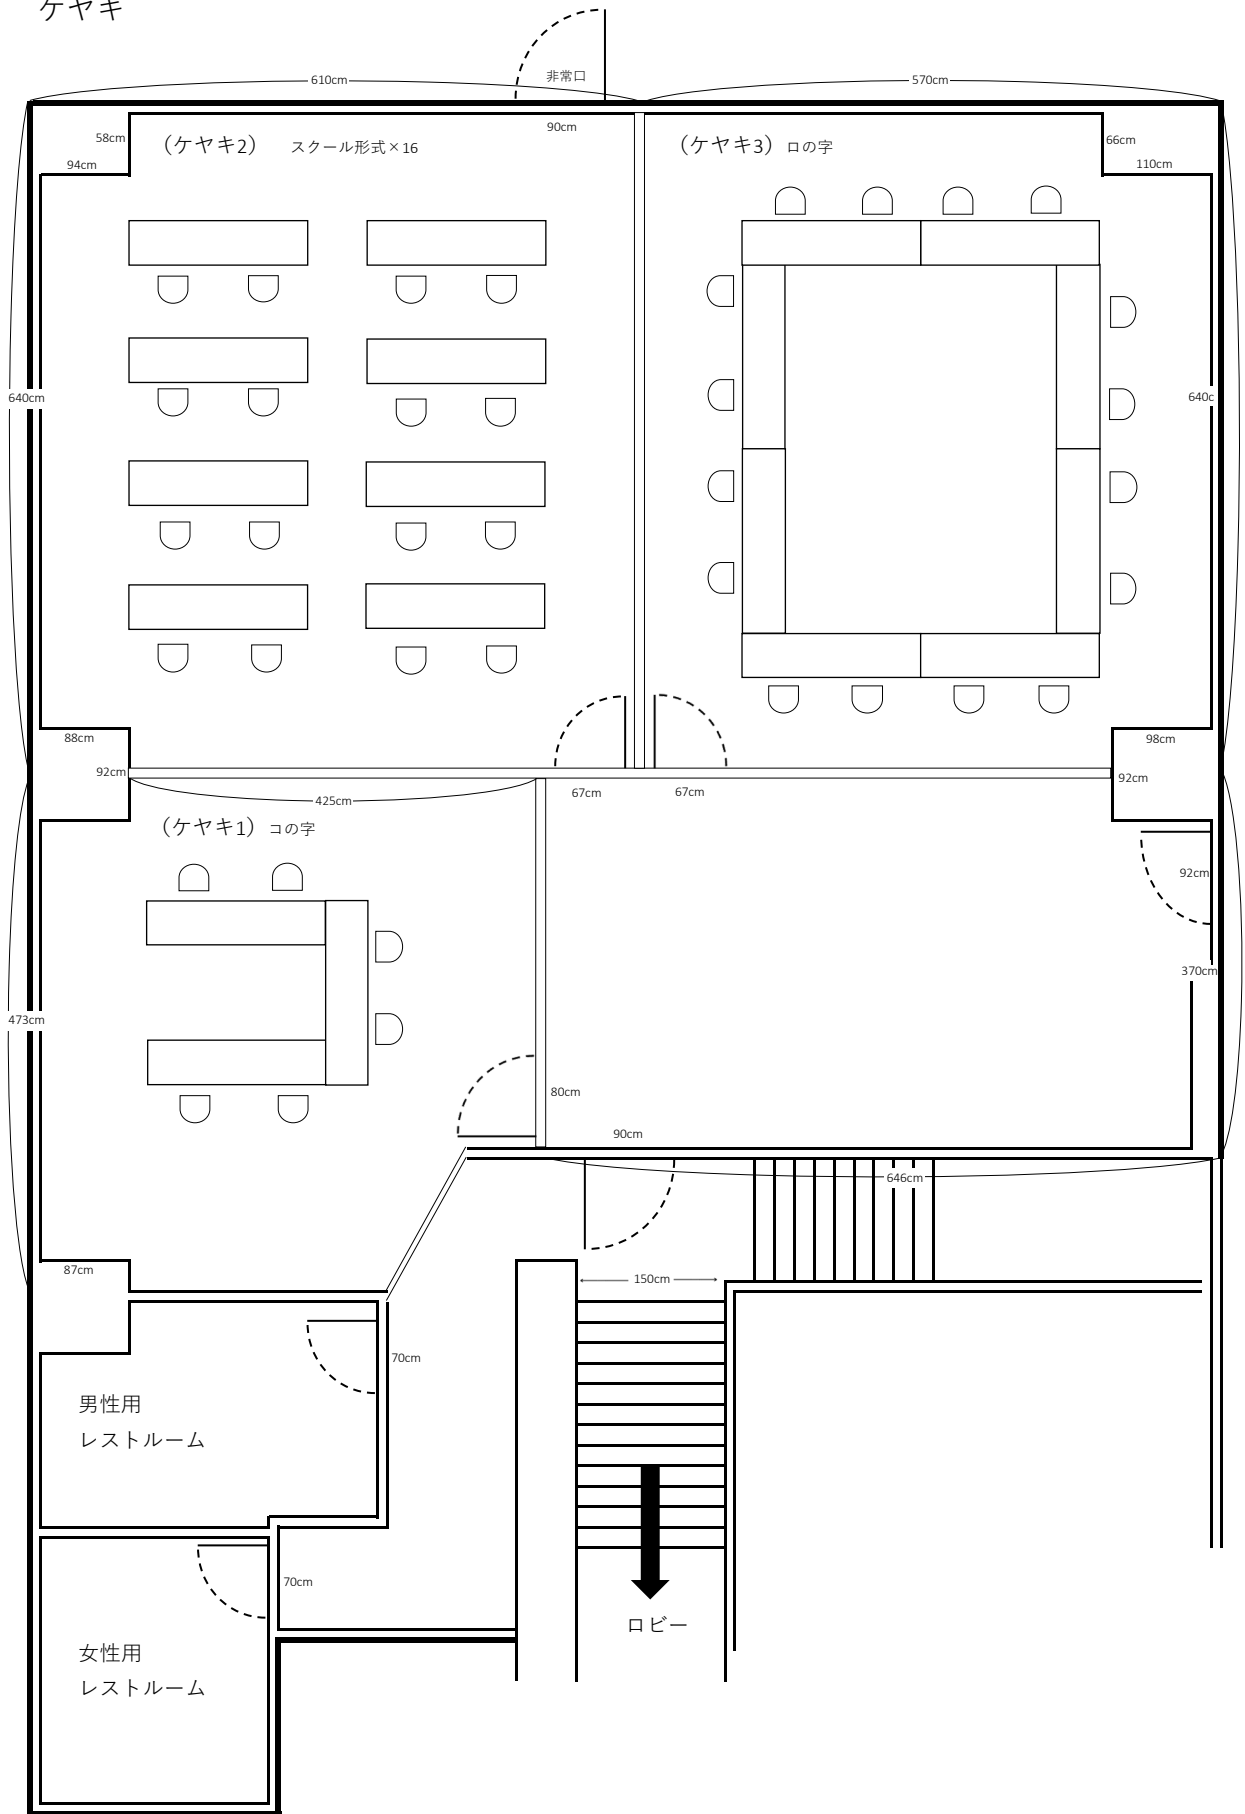 ケヤキ
610cm
非常口
570cm
58cm
(ケヤキ2) スクール形式×16
90cm
(ケヤキ3) ロの字
66cm
94cm
110cm
640cm
640c
88cm
98cm
92cm
92cm
425cm
67cm
67cm
(ケヤキ1) コの字
92cm
370cm
473cm
80cm
90cm
646cm
87cm
150cm
70cm
男性用
レストルーム
70cm
ロビー
女性用
レストルーム